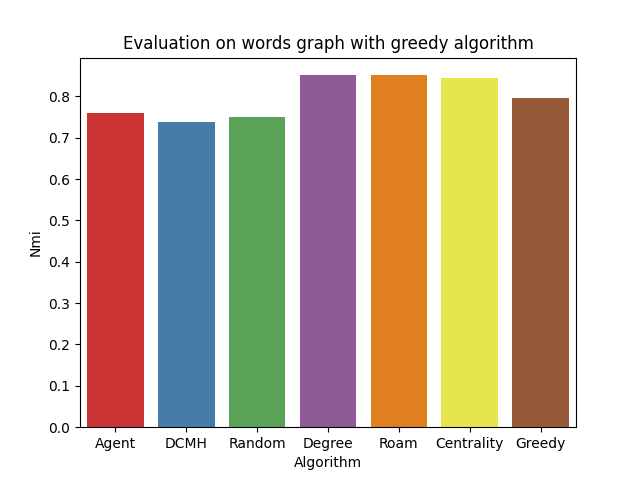 Evaluation on words graph with greedy algorithm
Nmi
0.8
0.7
0.6
0.5
0.4
0.3
0.2
0.1
0.0
Agent DCMH Random Degree Roam Centrality Greedy
Algorithm